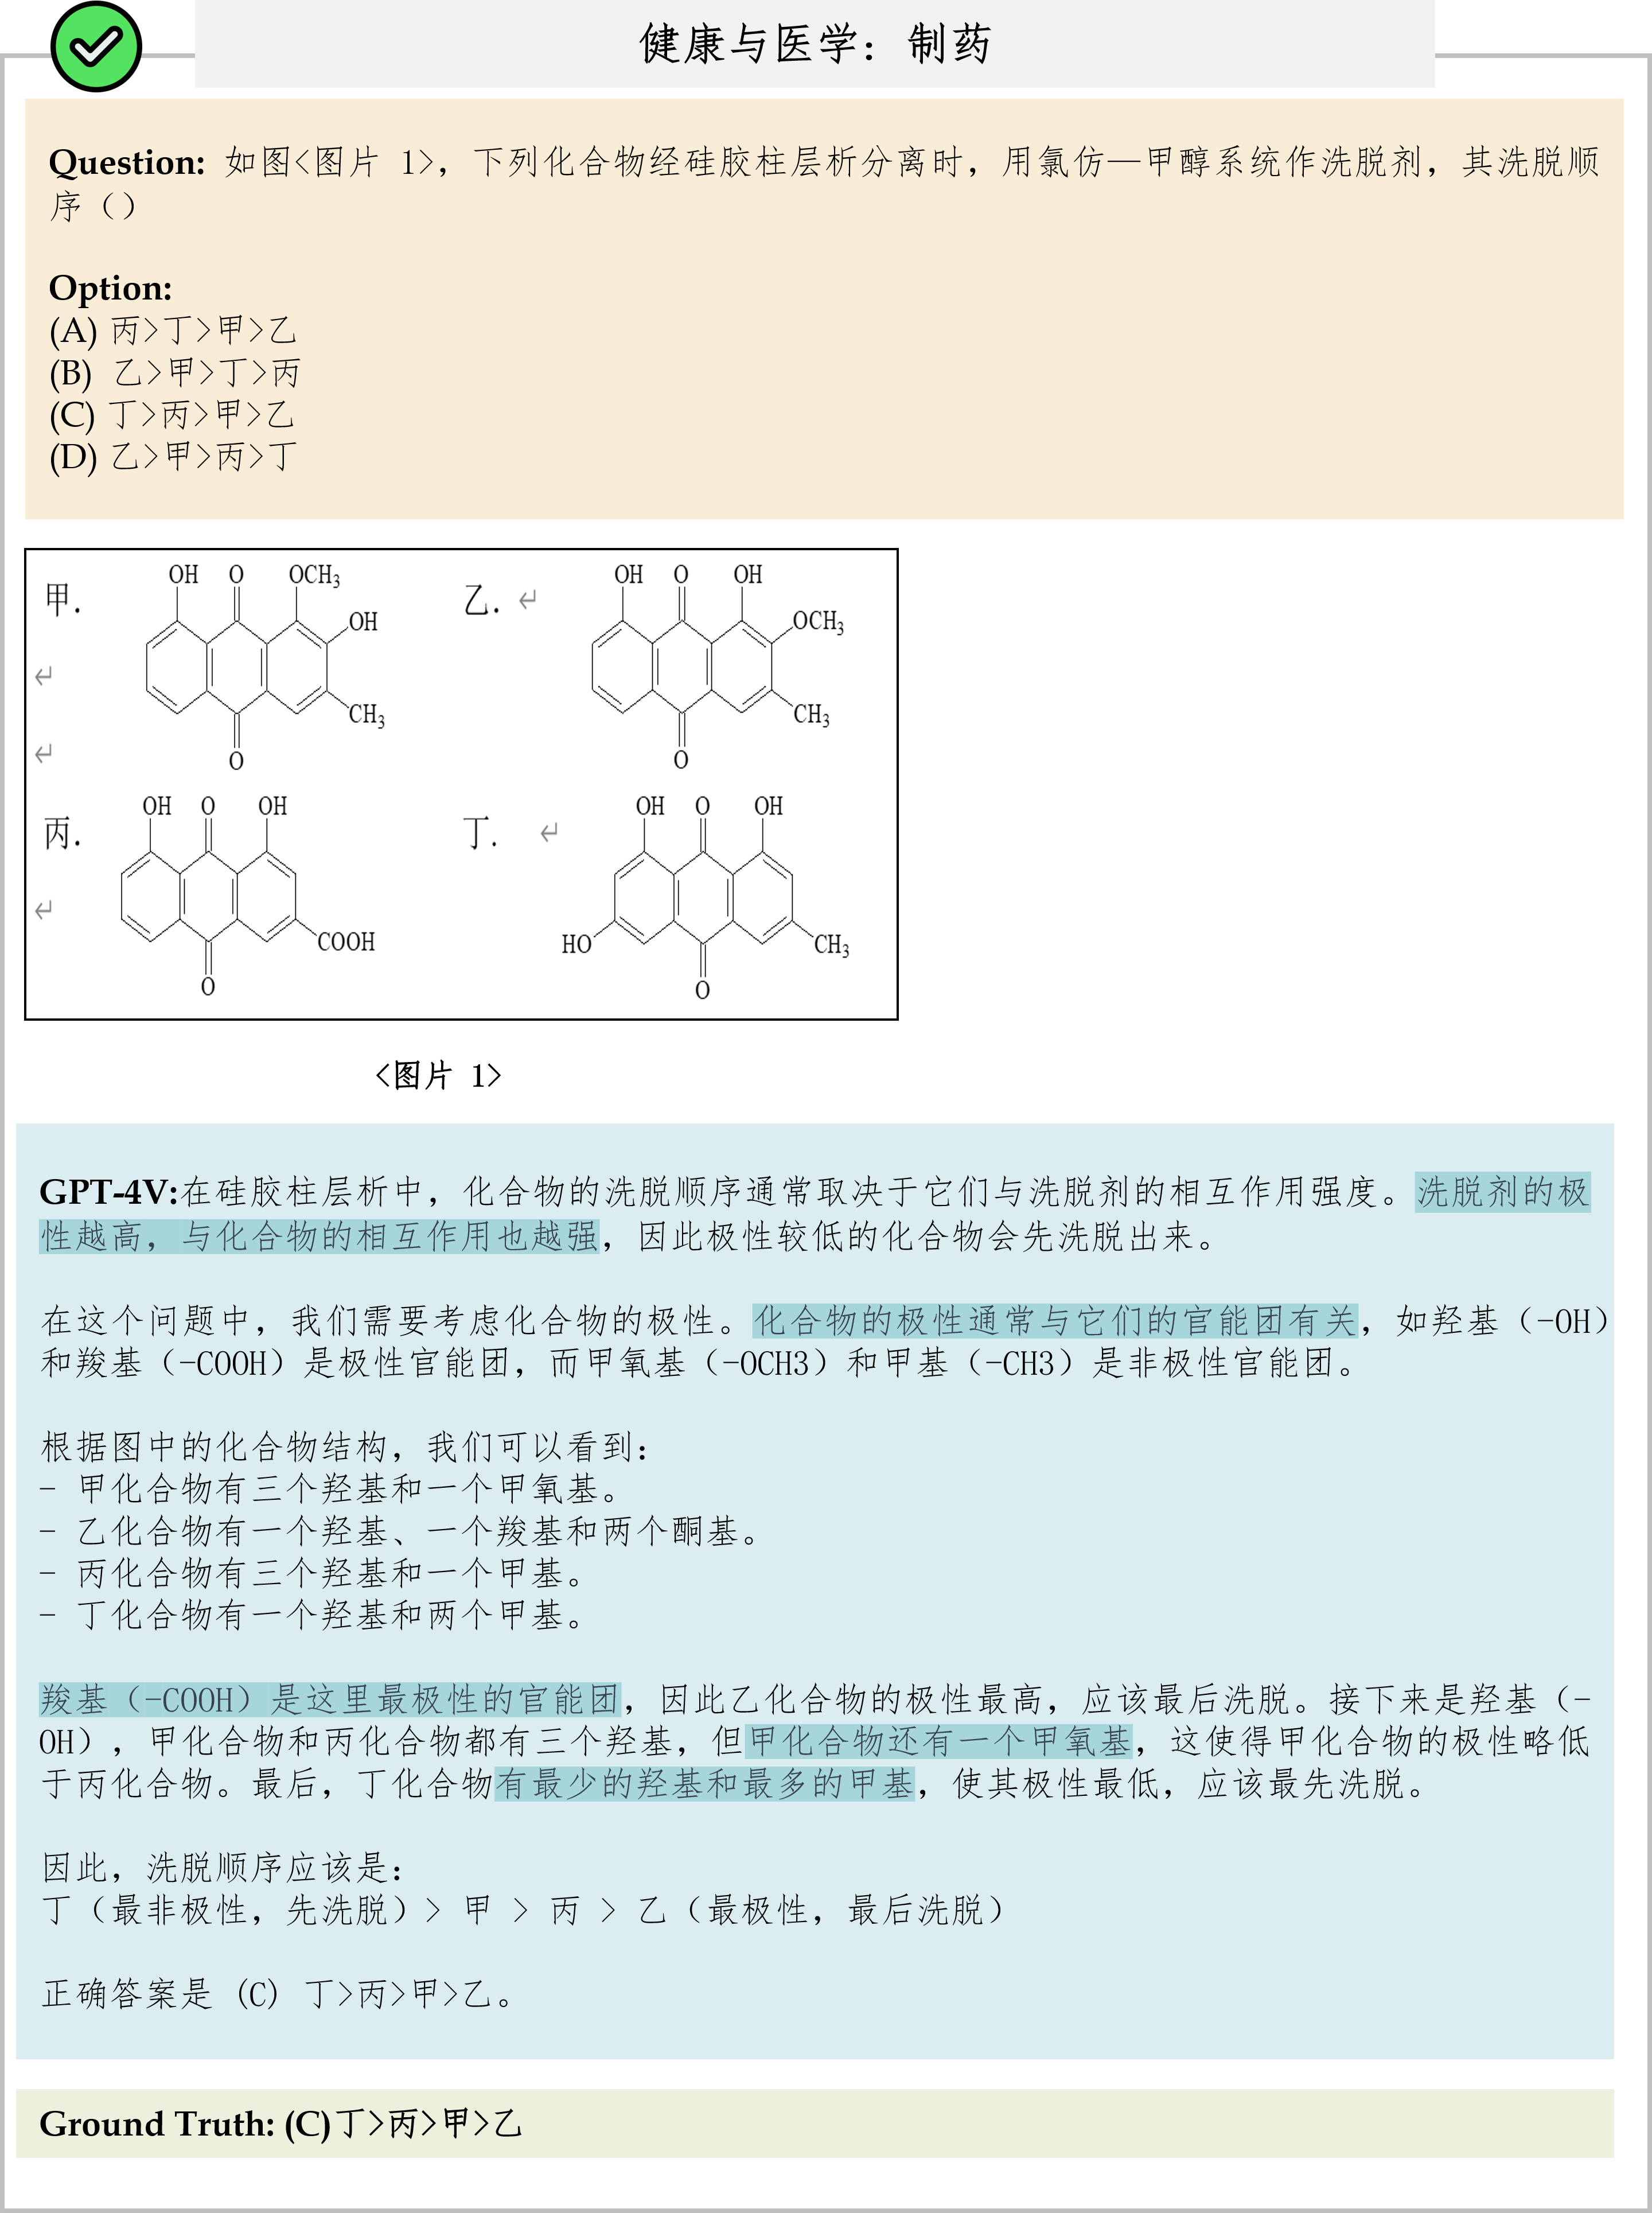 健康与医学：制药
Question: 如图<图片 1>，下列化合物经硅胶柱层析分离时，用氯仿—甲醇系统作洗脱剂，其洗脱顺
序（）
Option:
(A) 丙>丁>甲>乙
(B) 乙>甲>丁>丙
(C) 丁>丙>甲>乙
(D) 乙>甲>丙>丁
甲.
OH O OCH₃
OH
CH₃
O
乙. ↵
OH O OH
OCH₃
CH₃
O
↵
↵
丙.
OH O OH
COOH
O
丁. ↵
OH O OH
HO
CH₃
O
↵
<图片 1>
GPT-4V:在硅胶柱层析中，化合物的洗脱顺序通常取决于它们与洗脱剂的相互作用强度。洗脱剂的极
性越高，与化合物的相互作用也越强，因此极性较低的化合物会先洗脱出来。
在这个问题中，我们需要考虑化合物的极性。化合物的极性通常与它们的官能团有关，如羟基（-OH）
和羧基（-COOH）是极性官能团，而甲氧基（-OCH3）和甲基（-CH3）是非极性官能团。
根据图中的化合物结构，我们可以看到：
- 甲化合物有三个羟基和一个甲氧基。
- 乙化合物有一个羟基、一个羧基和两个酮基。
- 丙化合物有三个羟基和一个甲基。
- 丁化合物有一个羟基和两个甲基。
羧基（-COOH）是这里最极性的官能团，因此乙化合物的极性最高，应该最后洗脱。接下来是羟基（-
OH），甲化合物和丙化合物都有三个羟基，但甲化合物还有一个甲氧基，这使得甲化合物的极性略低
于丙化合物。最后，丁化合物有最少的羟基和最多的甲基，使其极性最低，应该最先洗脱。
因此，洗脱顺序应该是：
丁（最非极性，先洗脱）> 甲 > 丙 > 乙（最极性，最后洗脱）
正确答案是 (C) 丁>丙>甲>乙。
Ground Truth: (C)丁>丙>甲>乙